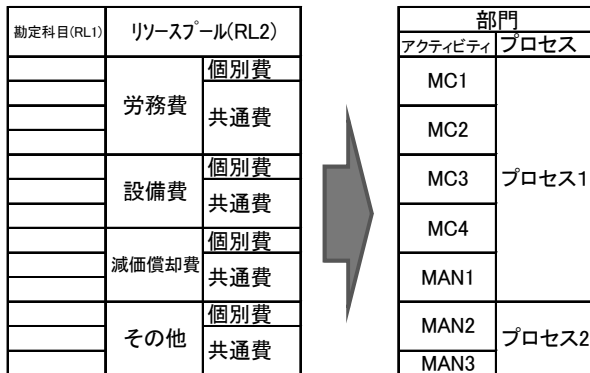 勘定科目(RL1) リソースプール(RL2)
労務費
個別費
共通費
設備費
個別費
共通費
減価償却費
個別費
共通費
その他
個別費
共通費
部門
アクティビティ プロセス
MC1
MC2
MC3
MC4
MAN1
プロセス1
MAN2
MAN3
プロセス2